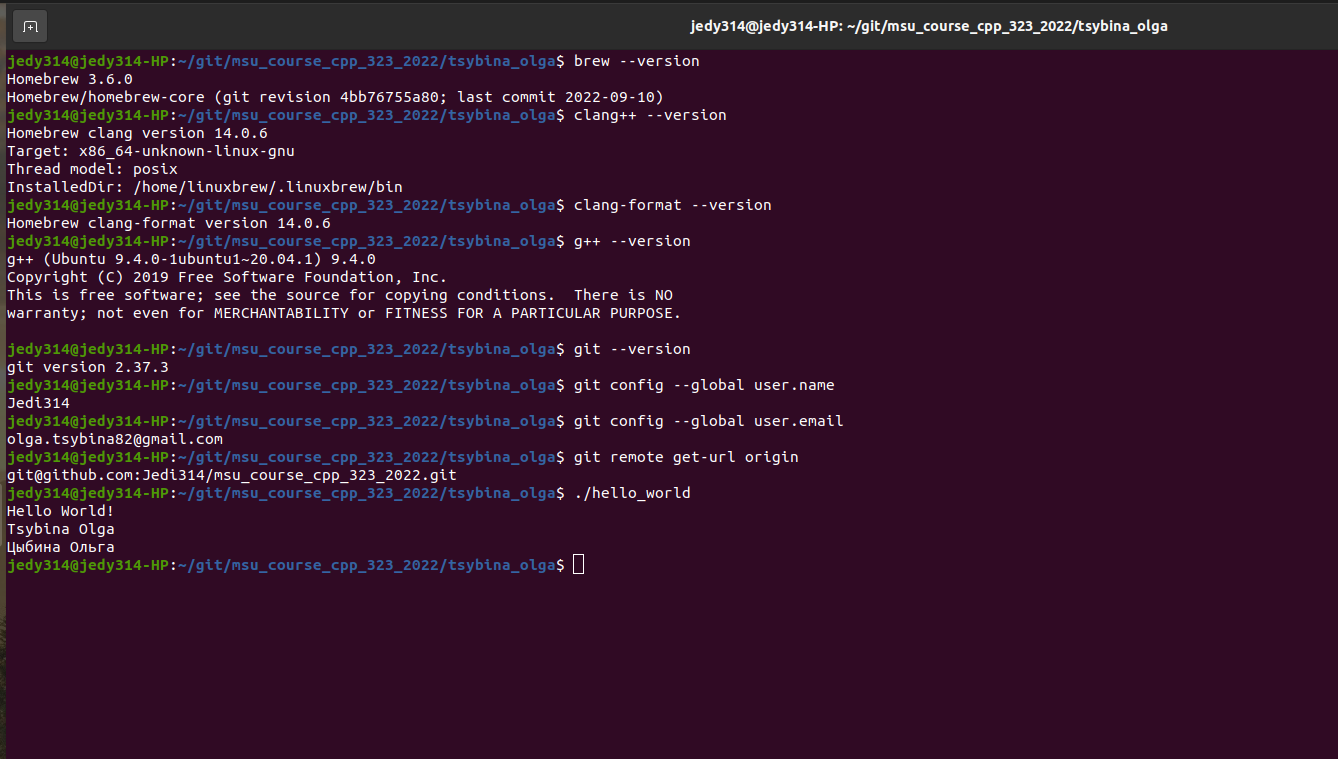 jedy314@jedy314-HP: ~/git/msu_course_cpp_323_2022/tsybina_olga
jedy314@jedy314-HP:~/git/msu_course_cpp_323_2022/tsybina_olga$ brew --version
Homebrew 3.6.0
Homebrew/homebrew-core (git revision 4bb76755a80; last commit 2022-09-10)
jedy314@jedy314-HP:~/git/msu_course_cpp_323_2022/tsybina_olga$ clang++ --version
Homebrew clang version 14.0.6
Target: x86_64-unknown-linux-gnu
Thread model: posix
InstalledDir: /home/linuxbrew/.linuxbrew/bin
jedy314@jedy314-HP:~/git/msu_course_cpp_323_2022/tsybina_olga$ clang-format --version
Homebrew clang-format version 14.0.6
jedy314@jedy314-HP:~/git/msu_course_cpp_323_2022/tsybina_olga$ g++ --version
g++ (Ubuntu 9.4.0-1ubuntu1~20.04.1) 9.4.0
Copyright (C) 2019 Free Software Foundation, Inc.
This is free software; see the source for copying conditions.  There is NO
warranty; not even for MERCHANTABILITY or FITNESS FOR A PARTICULAR PURPOSE.
jedy314@jedy314-HP:~/git/msu_course_cpp_323_2022/tsybina_olga$ git --version
git version 2.37.3
jedy314@jedy314-HP:~/git/msu_course_cpp_323_2022/tsybina_olga$ git config --global user.name
Jedi314
jedy314@jedy314-HP:~/git/msu_course_cpp_323_2022/tsybina_olga$ git config --global user.email
olga.tsybina82@gmail.com
jedy314@jedy314-HP:~/git/msu_course_cpp_323_2022/tsybina_olga$ git remote get-url origin
git@github.com:Jedi314/msu_course_cpp_323_2022.git
jedy314@jedy314-HP:~/git/msu_course_cpp_323_2022/tsybina_olga$ ./hello_world
Hello World!
Tsybina Olga
Цыбина Ольга
jedy314@jedy314-HP:~/git/msu_course_cpp_323_2022/tsybina_olga$